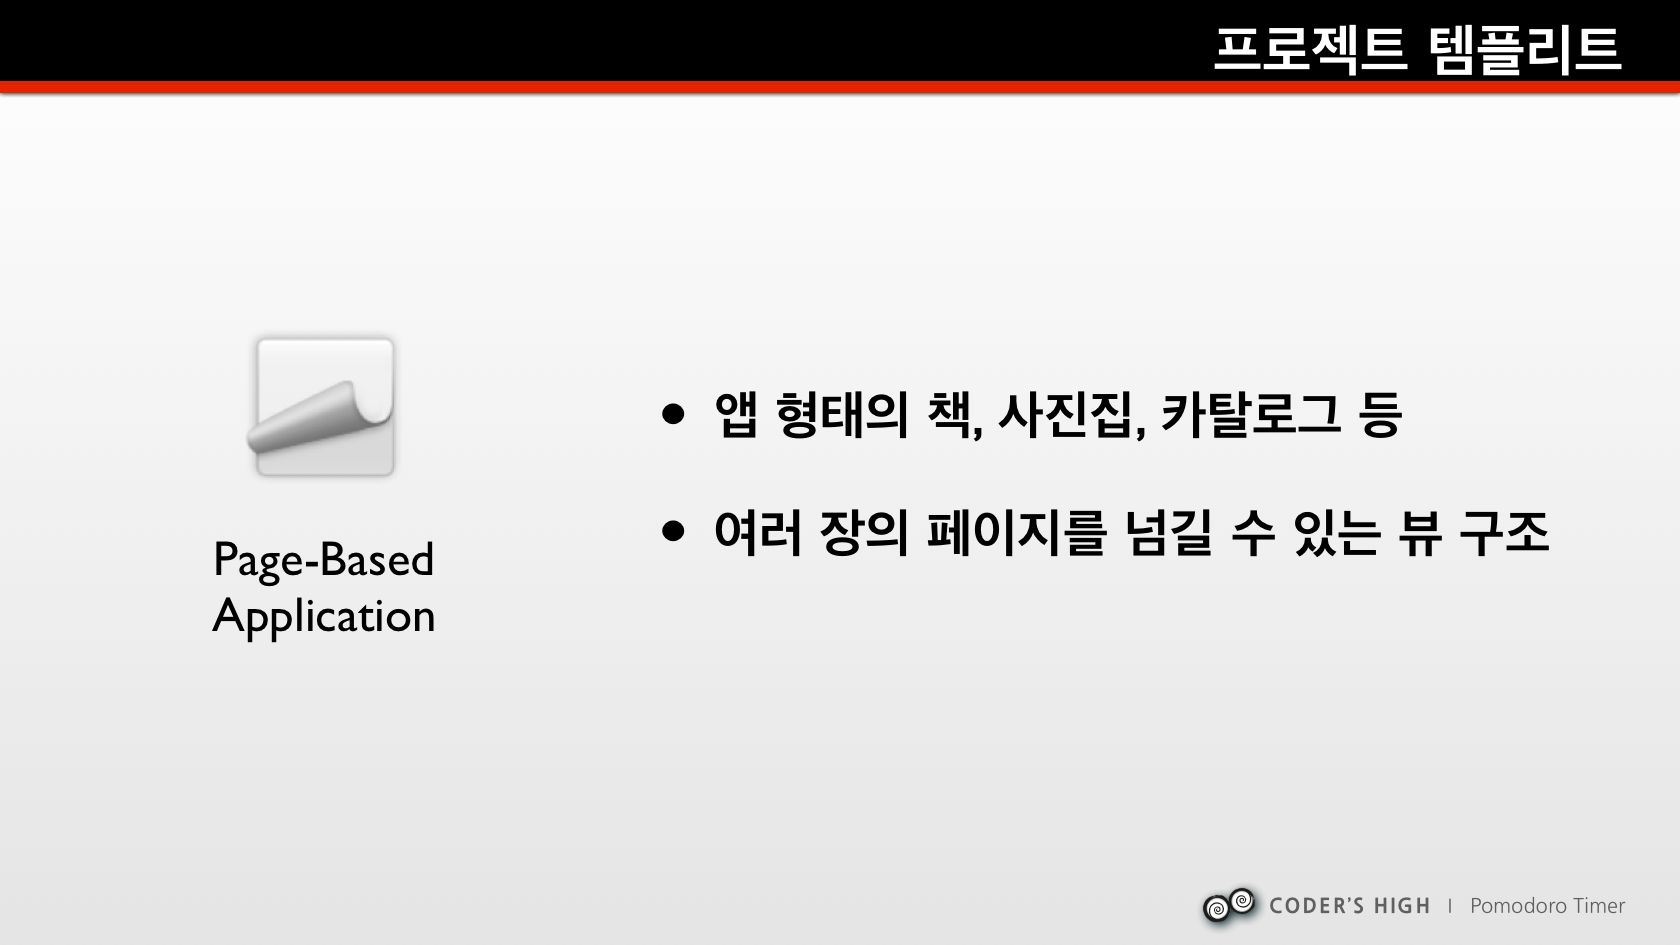 프로젝트 템플리트
Page-Based
Application
● 앱 형태의 책, 사진집, 카탈로그 등
● 여러 장의 페이지를 넘길 수 있는 뷰 구조
CODER'S HIGH | Pomodoro Timer